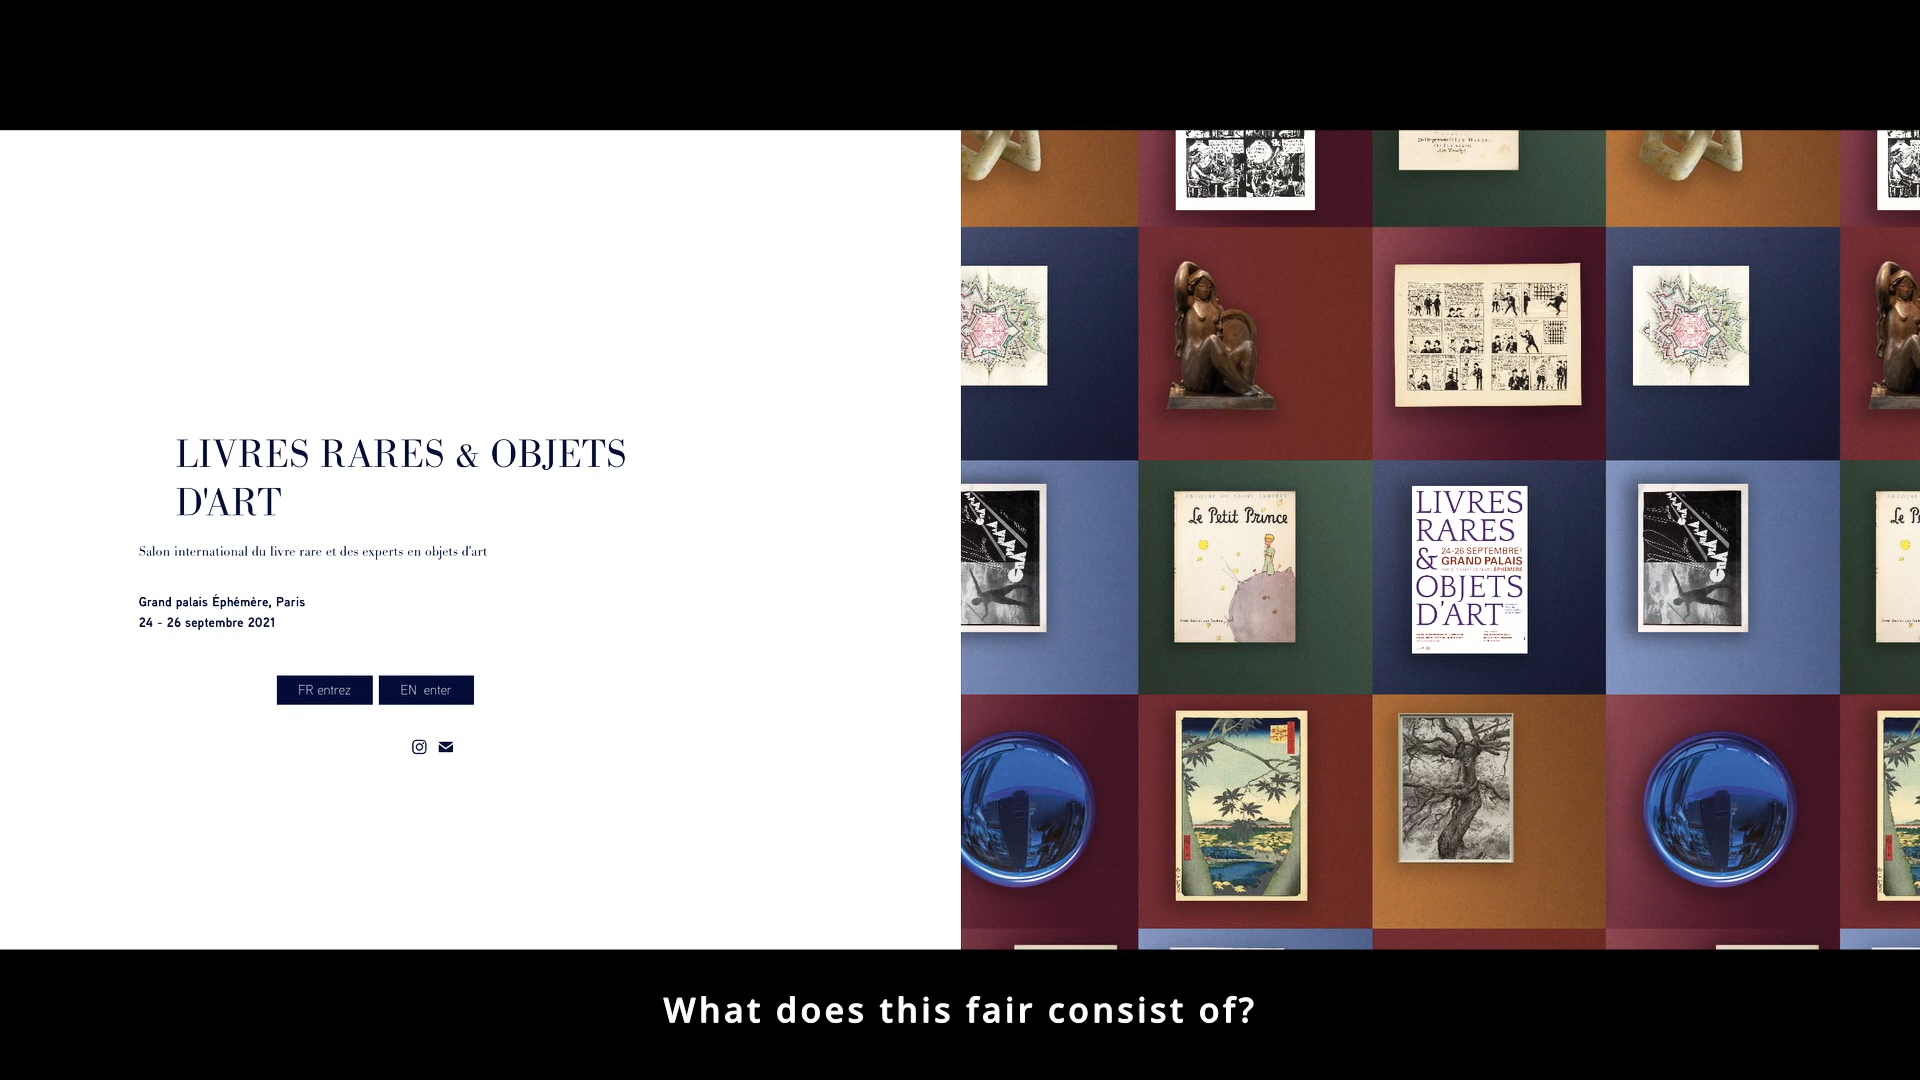 LIVRES RARES & OBJETS
D'ART
Salon international du livre rare et des experts en objets d'art
Grand palais Éphémère, Paris
24 - 26 septembre 2021
FR entrez
EN enter
Le Petit Prince
LIVRES
RARES
&
24-26 SEPTEMBRE!
GRAND PALAIS
ÉPHÉMÈRE
OBJETS
D'ART
What does this fair consist of?